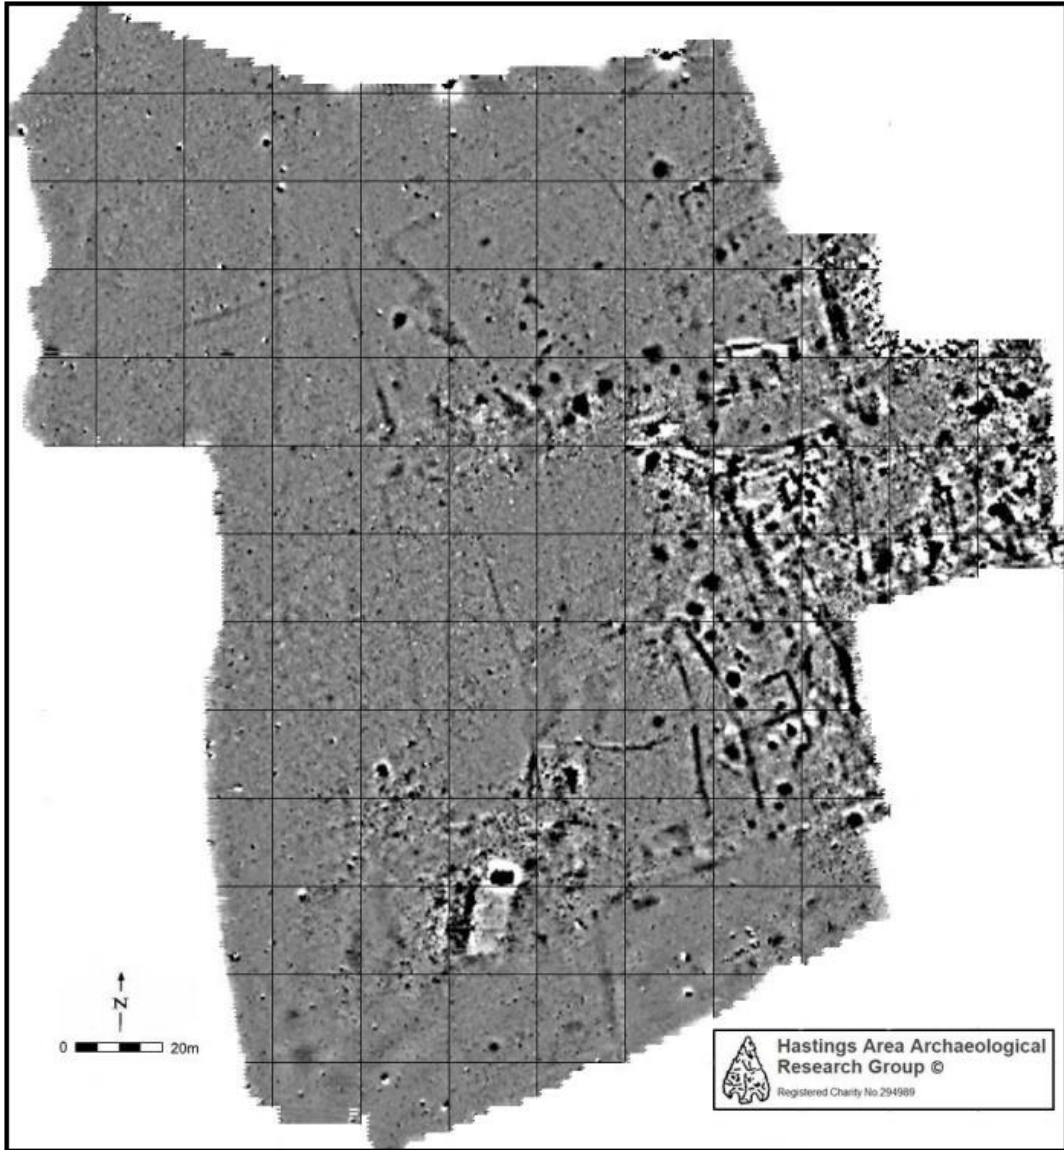 N
0 20m
Hastings Area Archaeological
Research Group ©
Registered Charity No.294989